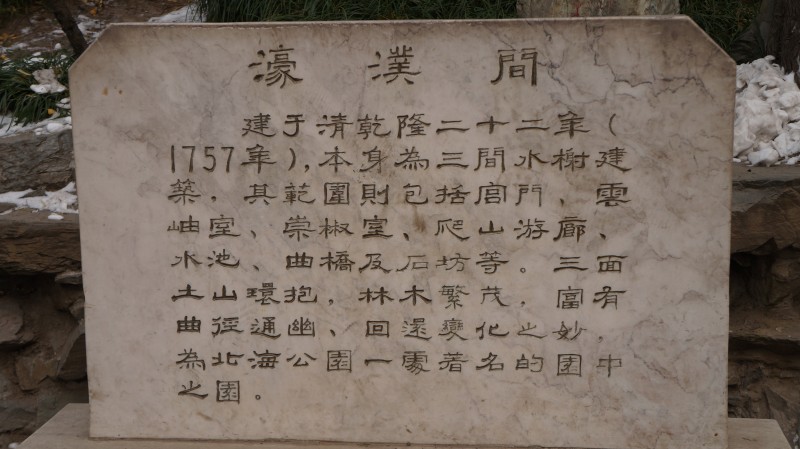 濠濮間
建于清乾隆二十二年（
1757年），本身為三間水榭建
築，其範圍則包括宮門、雲
岫室、崇椒室、爬山游廊、
水池、曲橋及石坊等。三面
土山環抱，林木繁茂，富有
曲徑通幽、回還變化之妙，
為北海公園一處著名的園中
之園。